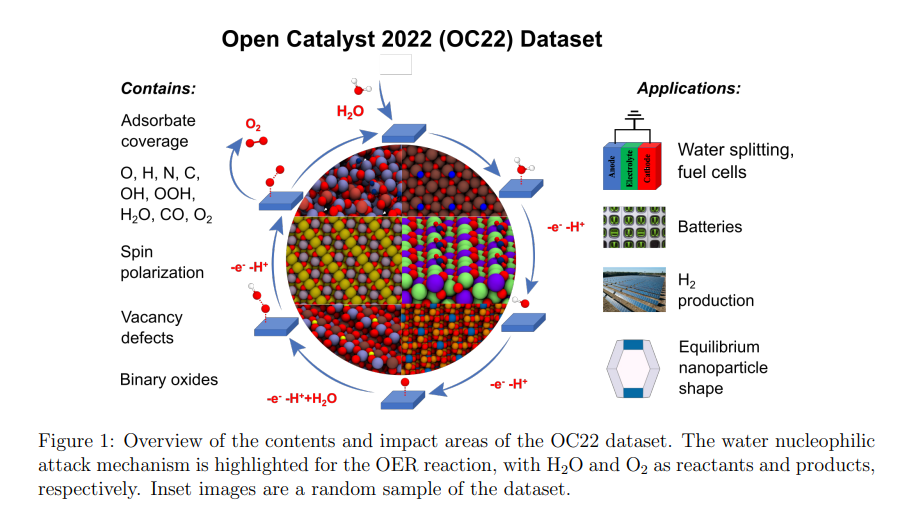 Open Catalyst 2022 (OC22) Dataset
Contains:
Adsorbate
coverage
O, H, N, C,
OH, OOH,
H₂O, CO, O₂
Spin
polarization
Vacancy
defects
Binary oxides
O₂
H₂O
-e⁻ -H⁺
-e⁻ -H⁺
-e⁻ -H⁺+H₂O
-e⁻ -H⁺
Applications:
Anode
Electrolyte
Cathode
Water splitting,
fuel cells
Batteries
H₂
production
Equilibrium
nanoparticle
shape
Figure 1: Overview of the contents and impact areas of the OC22 dataset. The water nucleophilic
attack mechanism is highlighted for the OER reaction, with H₂O and O₂ as reactants and products,
respectively. Inset images are a random sample of the dataset.